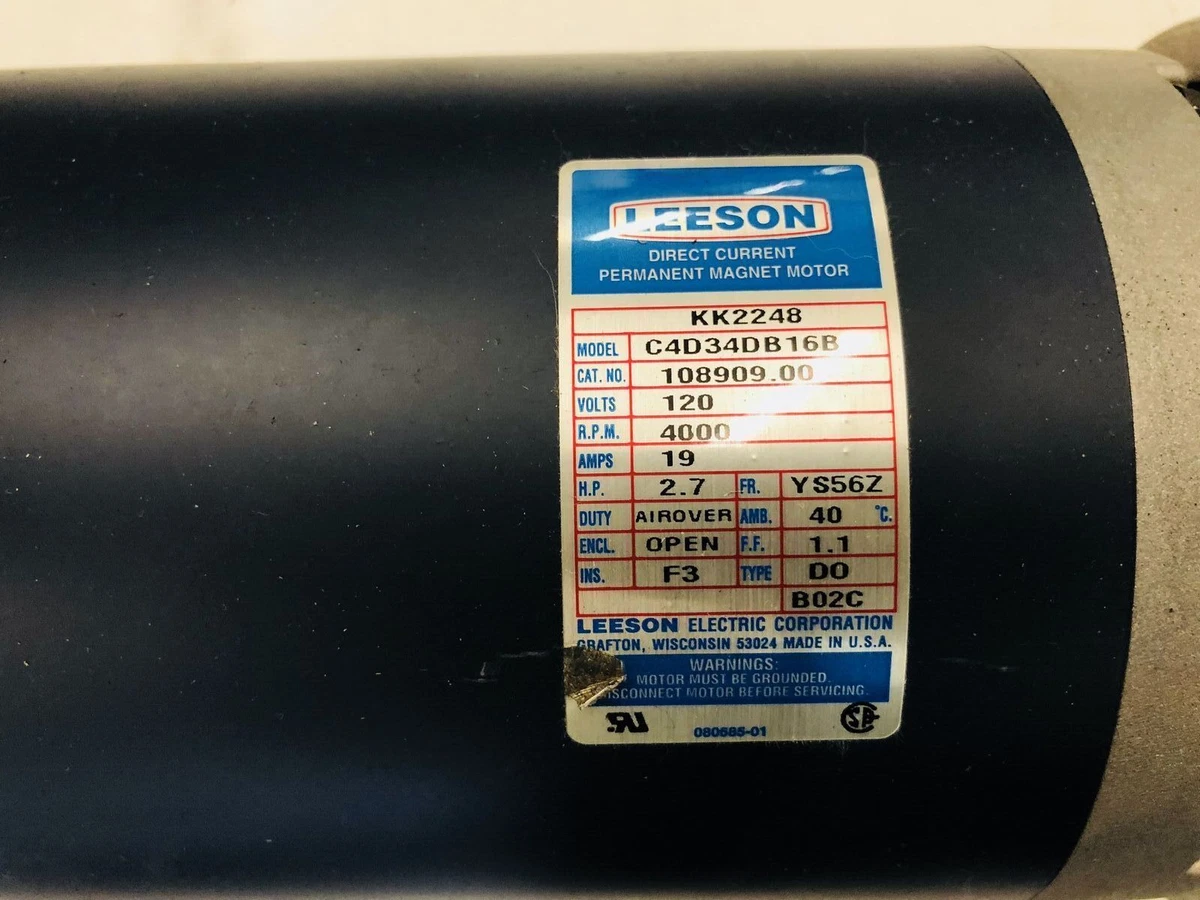 LEESON
DIRECT CURRENT
PERMANENT MAGNET MOTOR
KK2248
MODEL C4D34DB16B
CAT. NO. 108909.00
VOLTS 120
R.P.M. 4000
AMPS 19
H.P. 2.7 FR. YS56Z
DUTY AIROVER AMB. 40 °C.
ENCL. OPEN F.F. 1.1
INS. F3 TYPE DO
B02C
LEESON ELECTRIC CORPORATION
GRAFTON, WISCONSIN 53024 MADE IN U.S.A.
WARNINGS:
MOTOR MUST BE GROUNDED.
ISCONNECT MOTOR BEFORE SERVICING.
080685-01